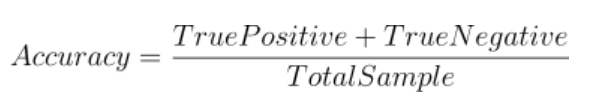 Accuracy = TruePositive + TrueNegative / TotalSample